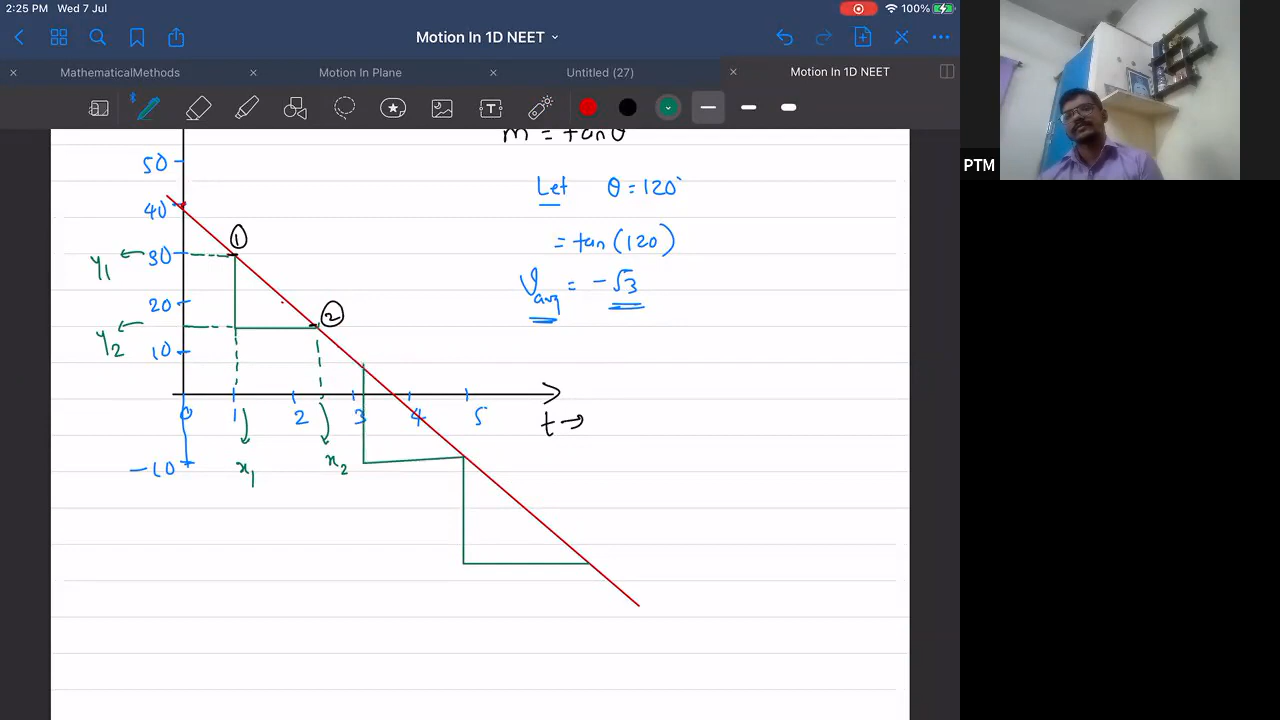 2:25 PM Wed 7 Jul
100%
Motion In 1D NEET
MathematicalMethods
Motion In Plane
Untitled (27)
Motion In 1D NEET
PTM
m = tanθ
50
Let θ = 120°
40
= tan(120)
①
y1 ← 30
Vavg = -√3
20
②
y2 ←
10
0 1 2 3 4 5
t →
-10
x1
x2